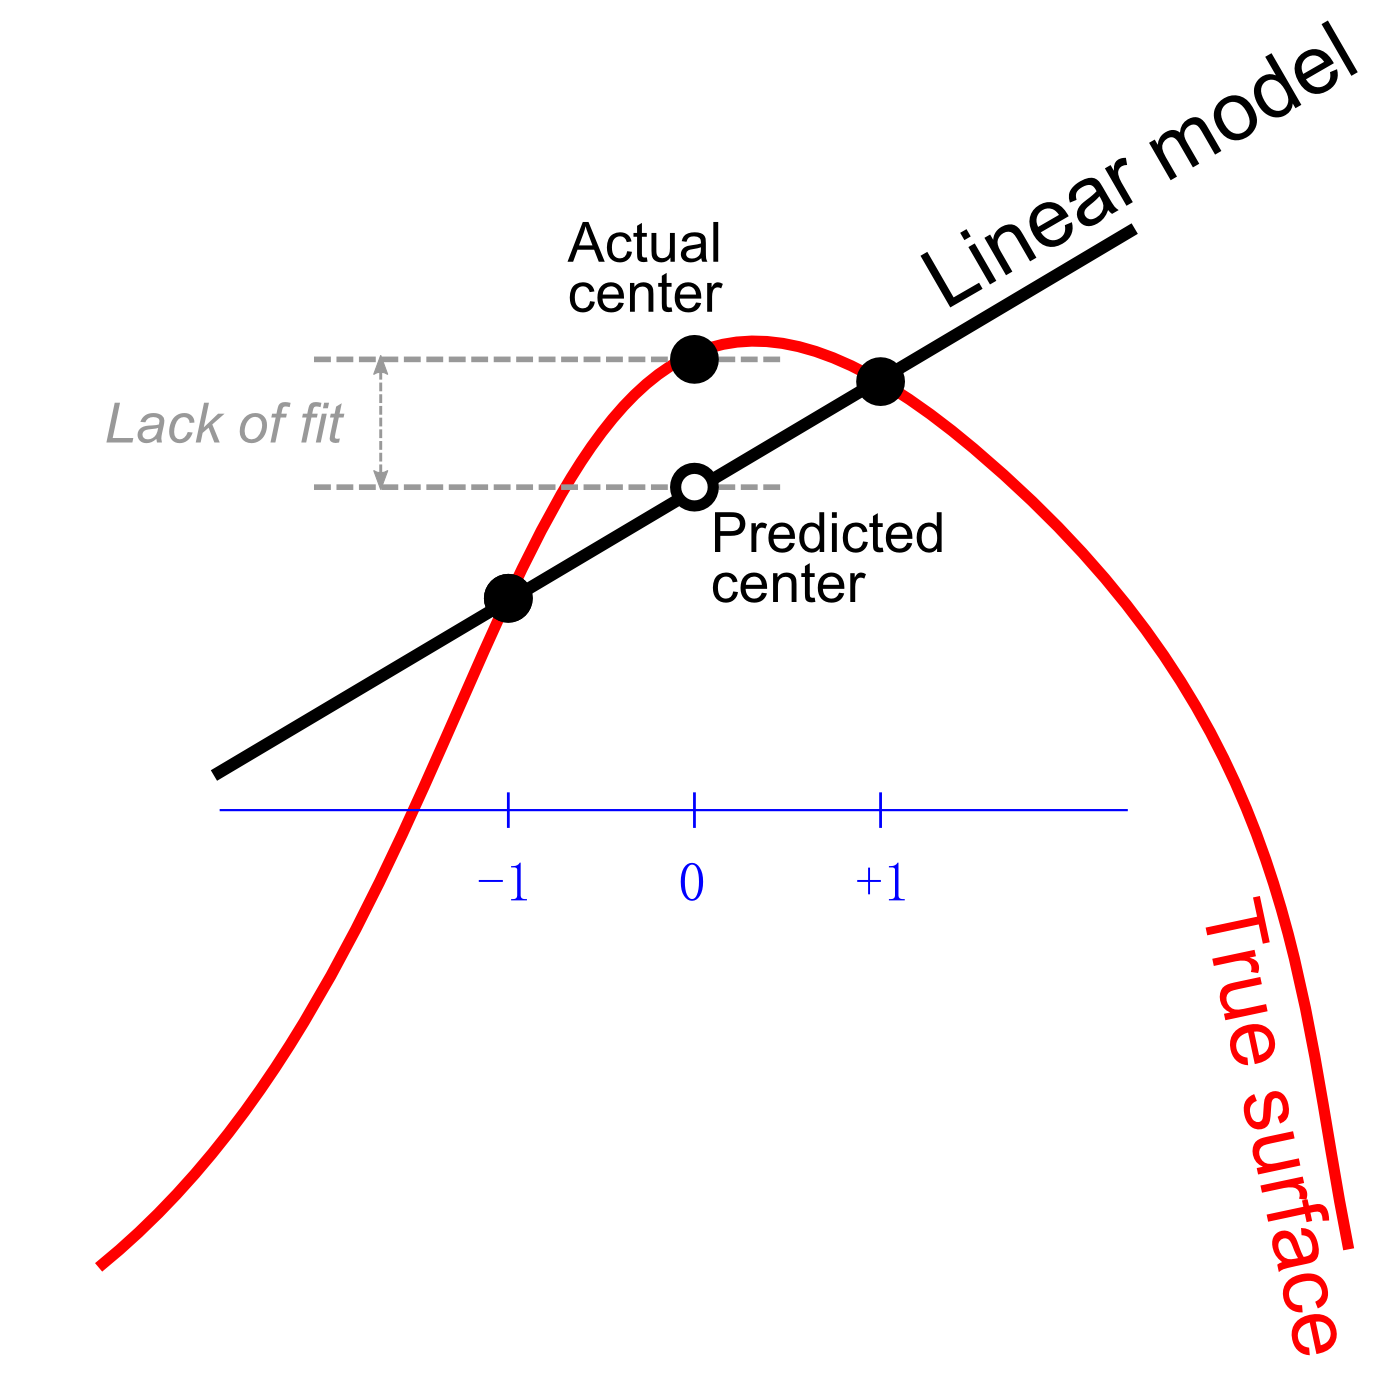 Linear model
Actual
center
Lack of fit
Predicted
center
−1
0
+1
True surface